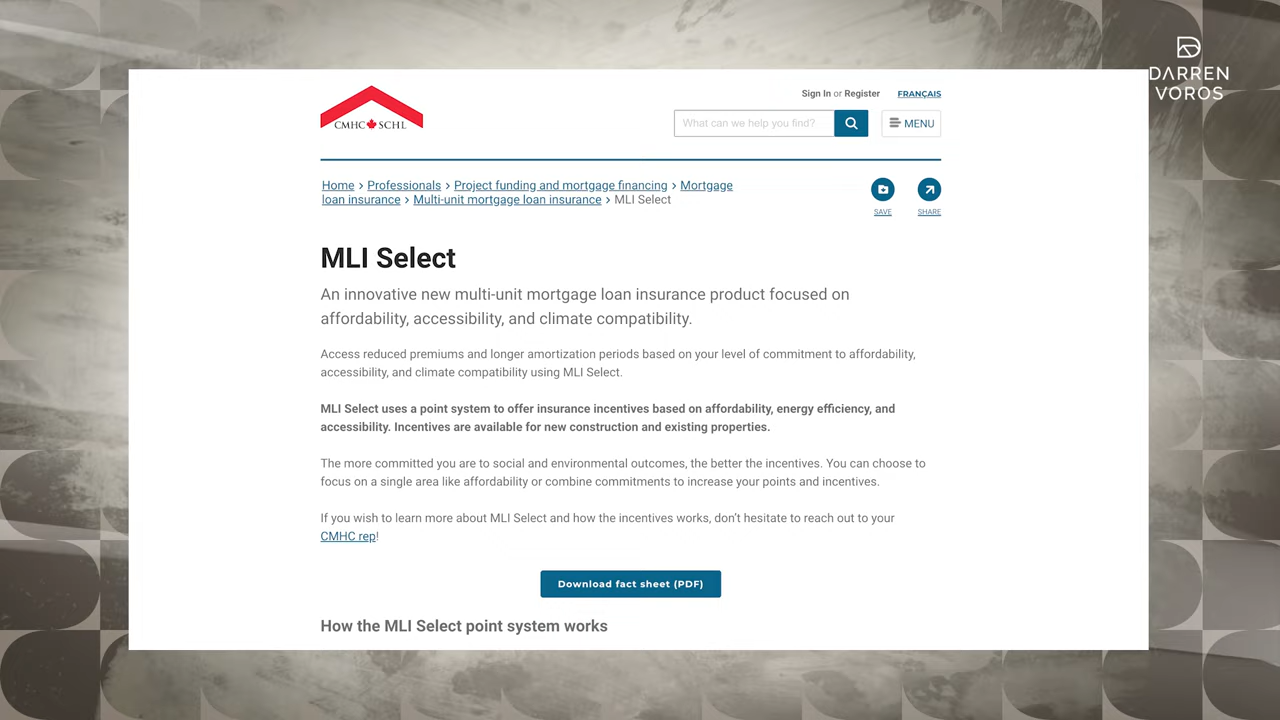 DARREN
VOROS
CMHC SCHL
Sign In or Register
FRANÇAIS
What can we help you find?
MENU
Home > Professionals > Project funding and mortgage financing > Mortgage
loan insurance > Multi-unit mortgage loan insurance > MLI Select
SAVE
SHARE
MLI Select
An innovative new multi-unit mortgage loan insurance product focused on
affordability, accessibility, and climate compatibility.
Access reduced premiums and longer amortization periods based on your level of commitment to affordability,
accessibility, and climate compatibility using MLI Select.
MLI Select uses a point system to offer insurance incentives based on affordability, energy efficiency, and
accessibility. Incentives are available for new construction and existing properties.
The more committed you are to social and environmental outcomes, the better the incentives. You can choose to
focus on a single area like affordability or combine commitments to increase your points and incentives.
If you wish to learn more about MLI Select and how the incentives works, don't hesitate to reach out to your
CMHC rep!
Download fact sheet (PDF)
How the MLI Select point system works